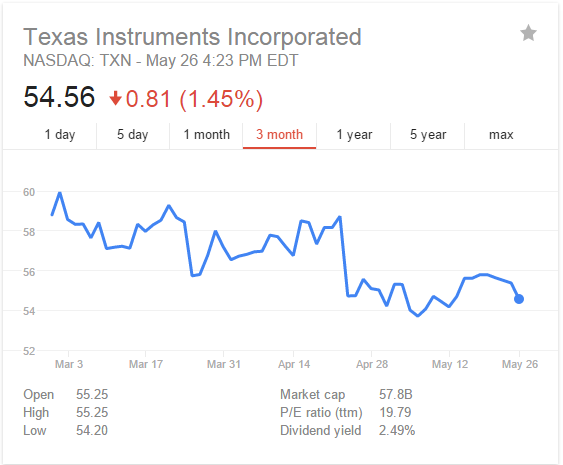 Texas Instruments Incorporated
NASDAQ: TXN - May 26 4:23 PM EDT
54.56 0.81 (1.45%)
1 day 5 day 1 month 3 month 1 year 5 year max
60
58
56
54
52
Mar 3 Mar 17 Mar 31 Apr 14 Apr 28 May 12 May 26
Open 55.25 Market cap 57.8B
High 55.25 P/E ratio (ttm) 19.79
Low 54.20 Dividend yield 2.49%